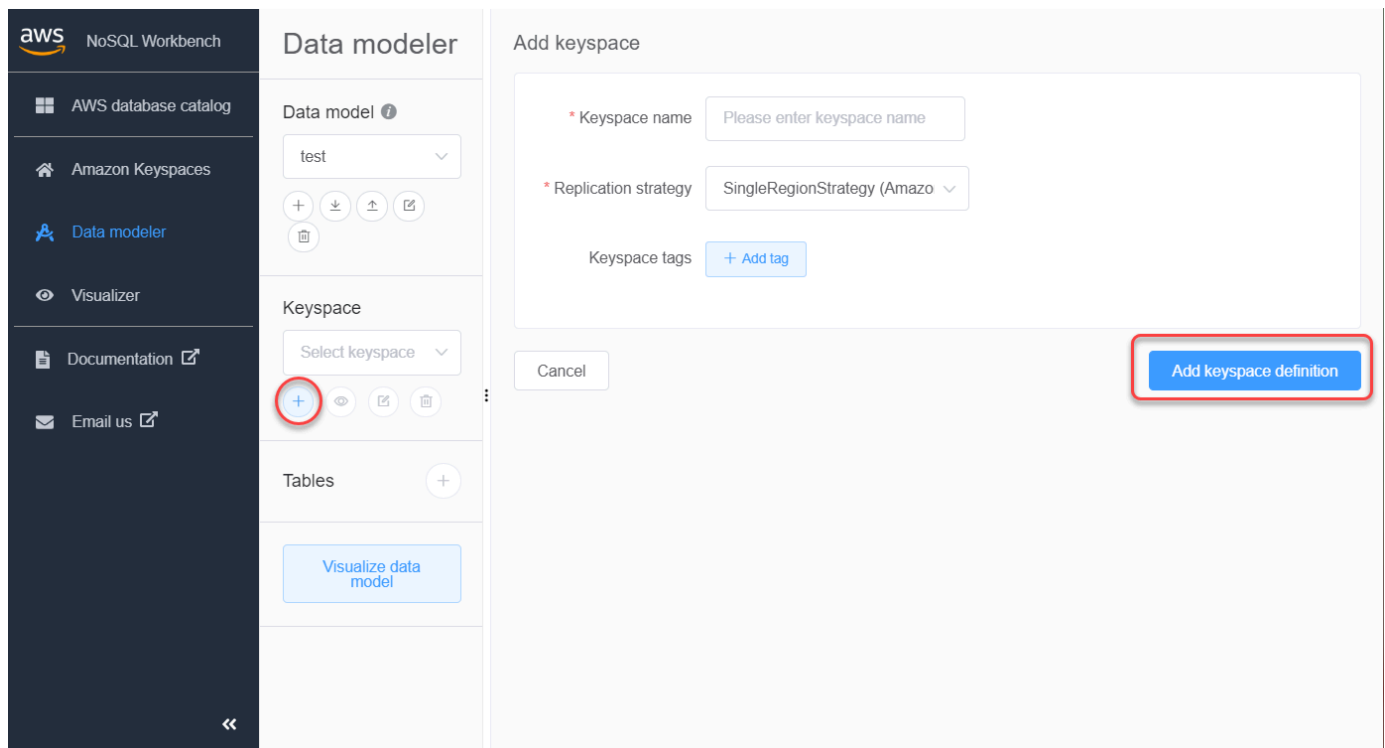 aws
NoSQL Workbench
AWS database catalog
Amazon Keyspaces
Data modeler
Visualizer
Documentation
Email us
Data modeler
Data model
test
Keyspace
Select keyspace
Tables
Visualize data
model
Add keyspace
* Keyspace name
Please enter keyspace name
* Replication strategy
SingleRegionStrategy (Amazo
Keyspace tags
+ Add tag
Cancel
Add keyspace definition